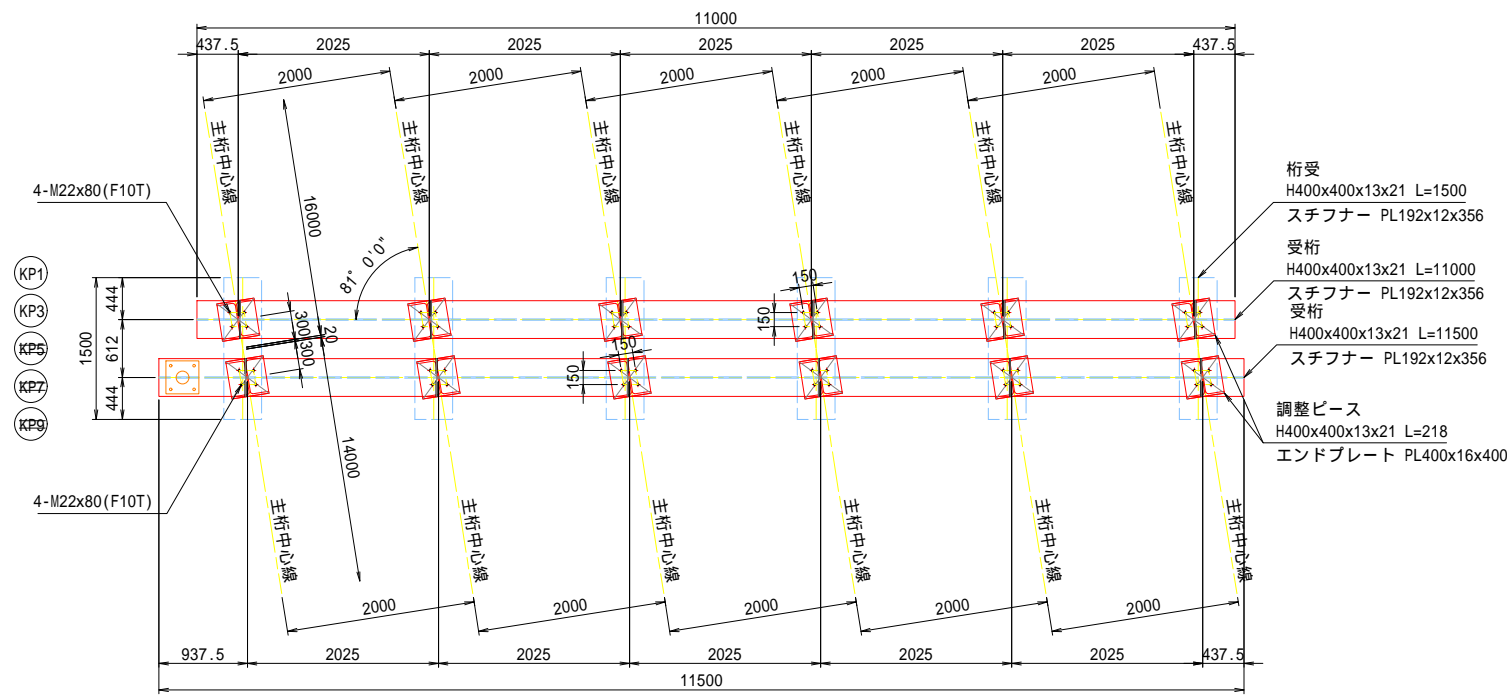 11000
437.5 2025 2025 2025 2025 2025 437.5
2000 2000 2000 2000 2000
主桁中心線 主桁中心線 主桁中心線 主桁中心線 主桁中心線 主桁中心線
4-M22x80(F10T)
16000
81° 0'0"
桁受
H400x400x13x21 L=1500
スチフナー PL192x12x356
受桁
H400x400x13x21 L=11000
スチフナー PL192x12x356
受桁
H400x400x13x21 L=11500
スチフナー PL192x12x356
KP1
KP3
KP5
KP7
KP9
1500
444
612
444
300
20
300
150
150
150
150
調整ピース
H400x400x13x21 L=218
エンドプレート PL400x16x400
14000
4-M22x80(F10T)
主桁中心線 主桁中心線 主桁中心線 主桁中心線 主桁中心線 主桁中心線
2000 2000 2000 2000 2000
937.5 2025 2025 2025 2025 2025 437.5
11500